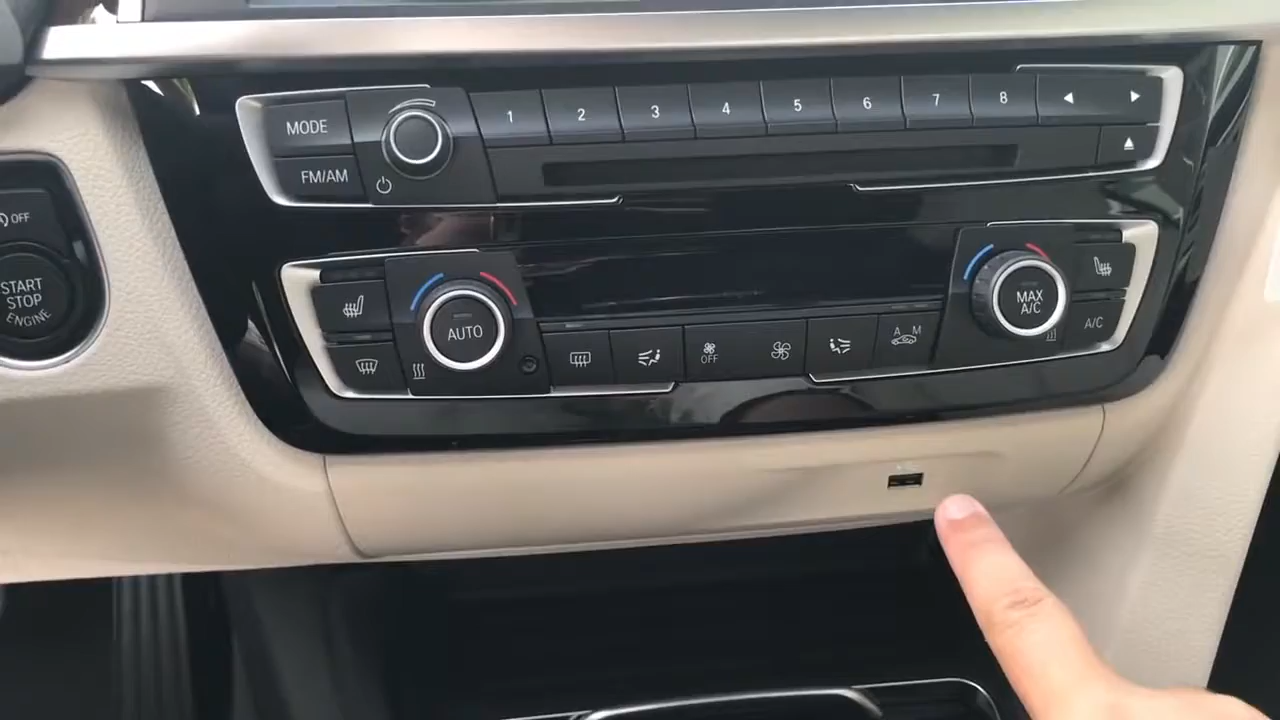 MODE
1 2 3 4 5 6 7 8
FM/AM
OFF
START
STOP
ENGINE
AUTO
MAX
A/C
A/C
OFF
A M